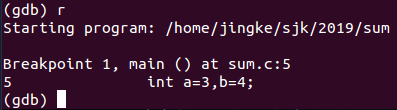 (gdb) r
Starting program: /home/jingke/sjk/2019/sum
Breakpoint 1, main () at sum.c:5
5 int a=3,b=4;
(gdb)